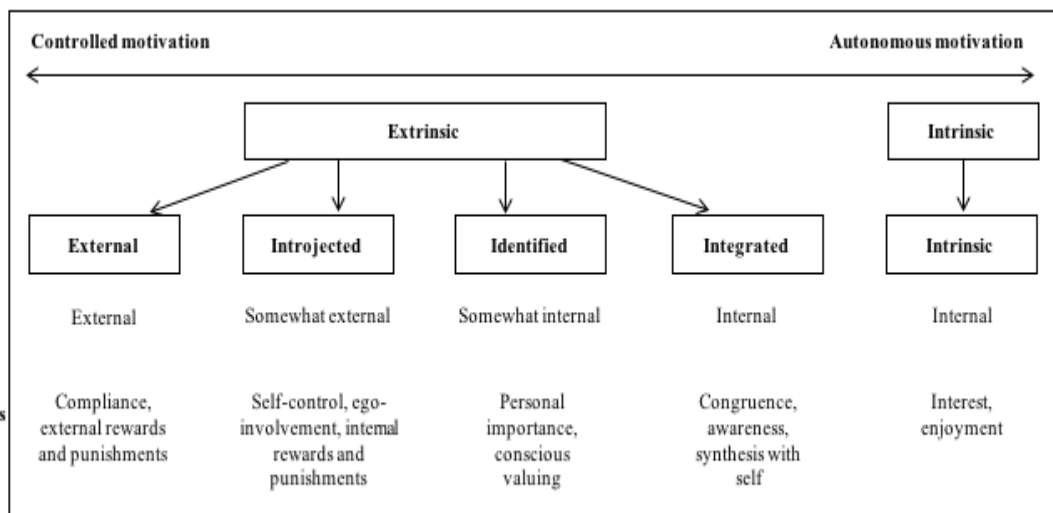 Controlled motivation Autonomous motivation
Extrinsic Intrinsic
External Introjected Identified Integrated Intrinsic
External Somewhat external Somewhat internal Internal Internal
Compliance,
external rewards
and punishments
Self-control, ego-
involvement, internal
rewards and
punishments
Personal
importance,
conscious
valuing
Congruence,
awareness,
synthesis with
self
Interest,
enjoyment